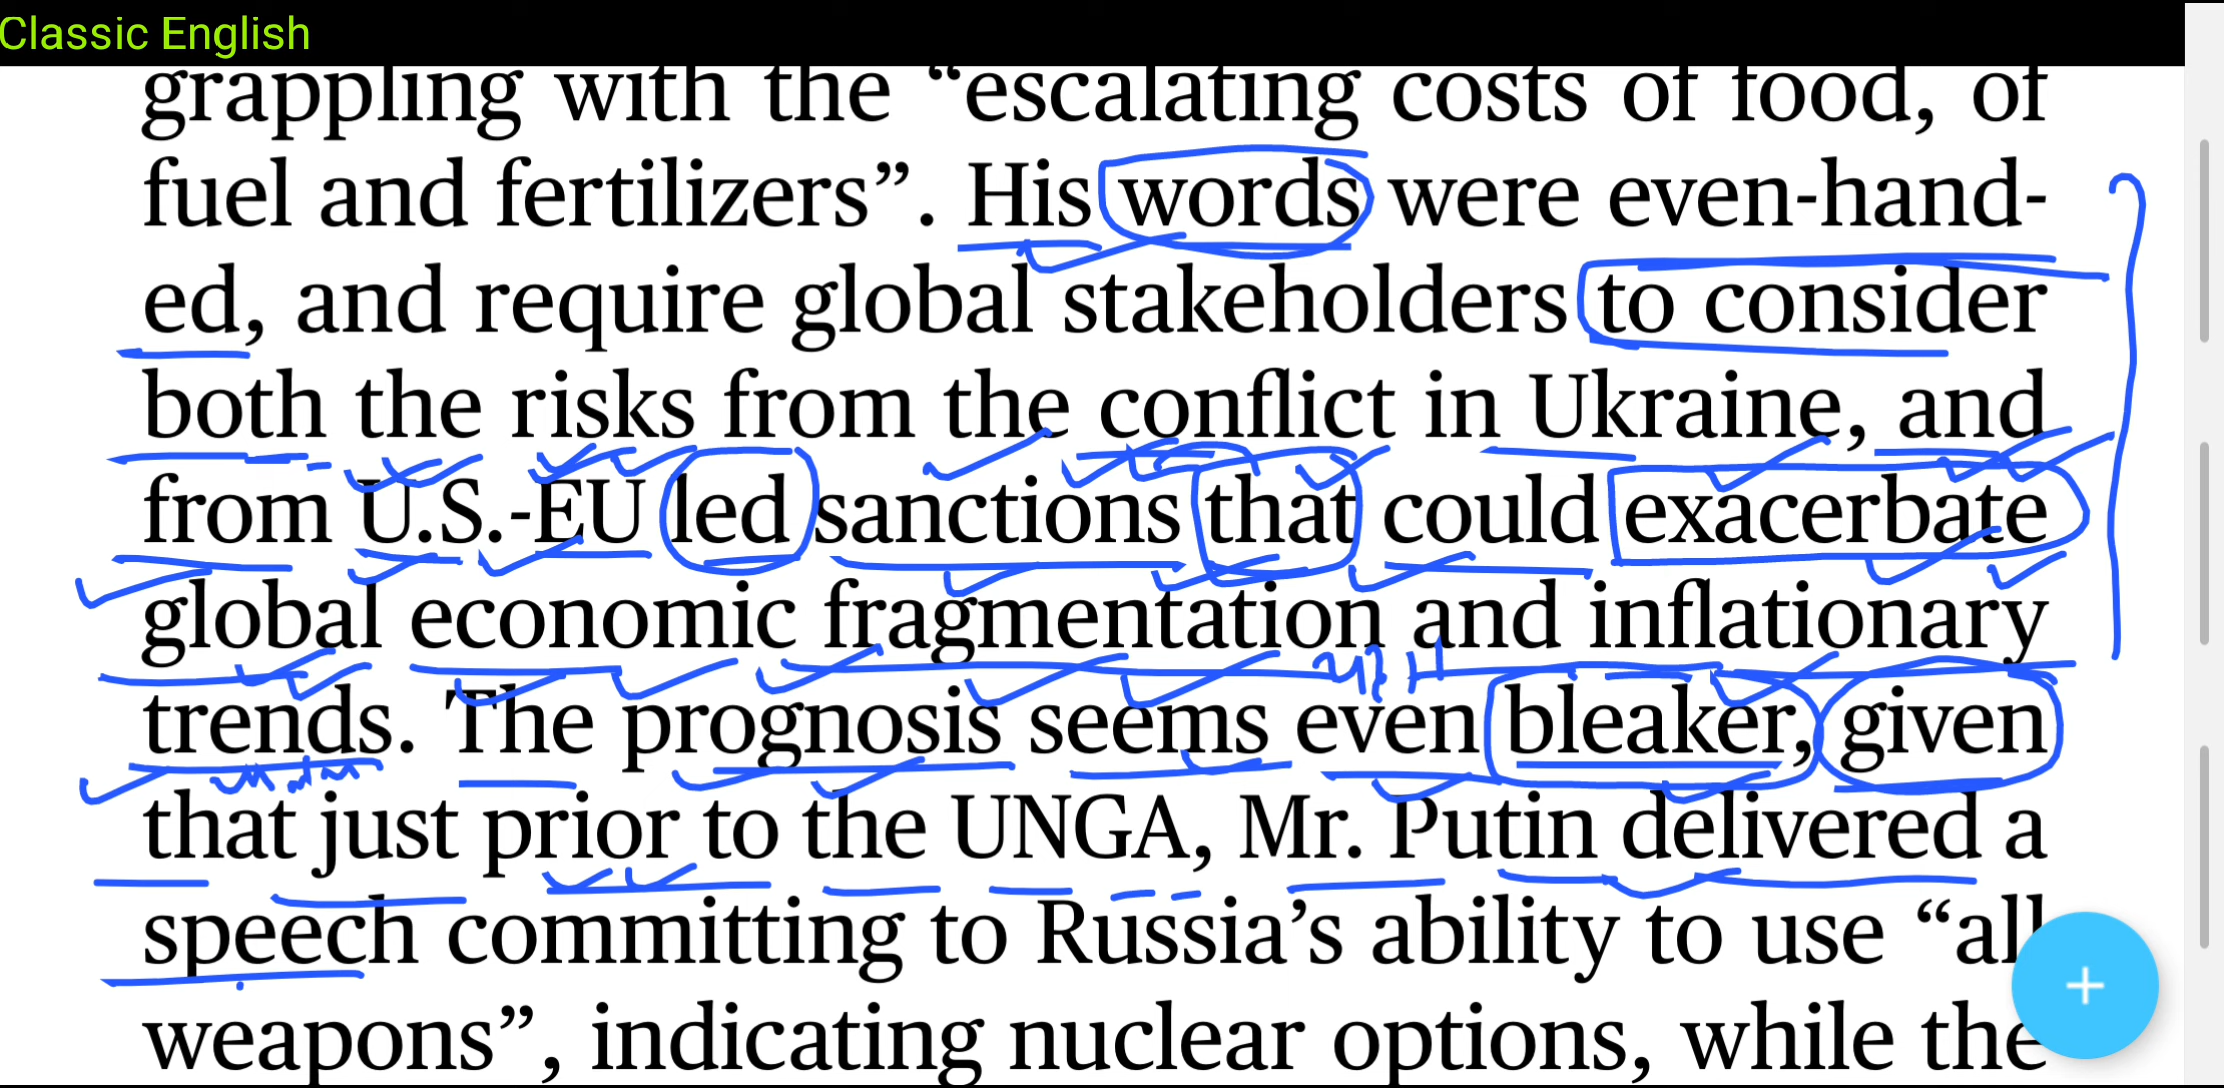 Classic English
grappling with the “escalating costs of food, of
fuel and fertilizers”. His words were even-hand-
ed, and require global stakeholders to consider
both the risks from the conflict in Ukraine, and
from U.S.-EU led sanctions that could exacerbate
global economic fragmentation and inflationary
trends. The prognosis seems even bleaker, given
that just prior to the UNGA, Mr. Putin delivered a
speech committing to Russia’s ability to use “all
weapons”, indicating nuclear options, while the
+